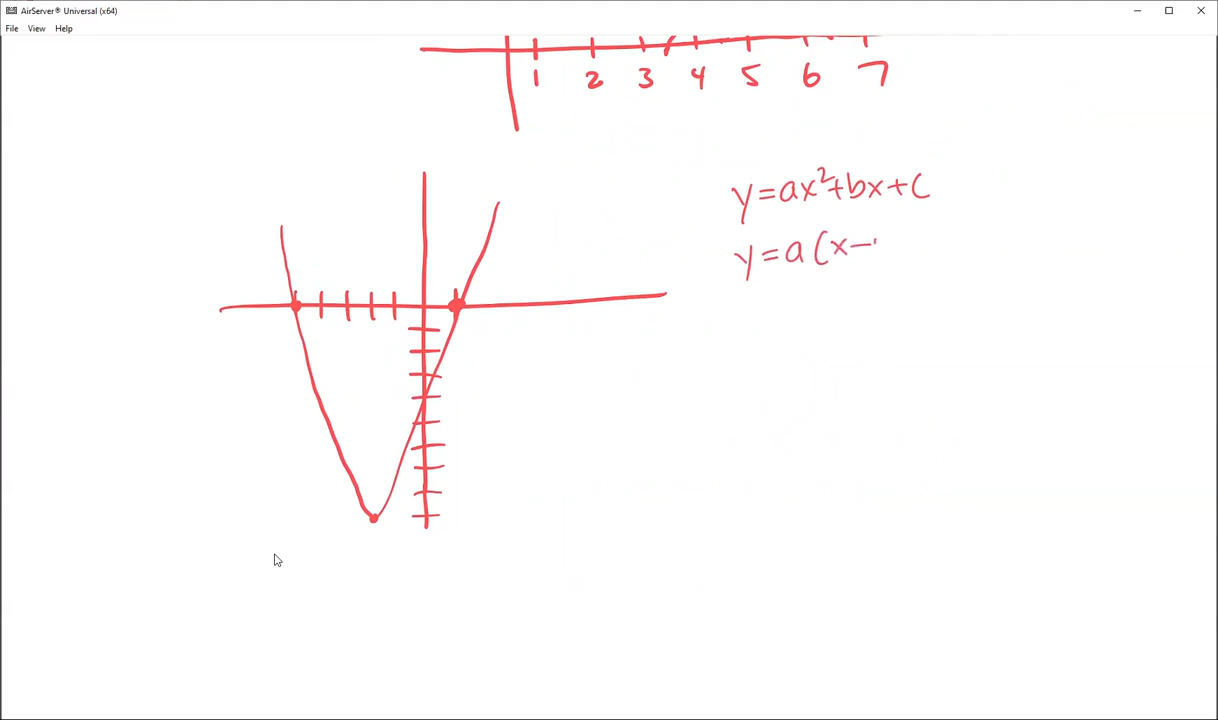 AirServer® Universal (x64)
File View Help
1 2 3 4 5 6 7
y=ax²+bx+c
y=a(x-